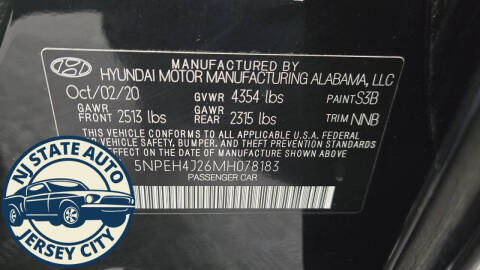 MANUFACTURED BY
HYUNDAI MOTOR MANUFACTURING ALABAMA, LLC
Oct/02/20 GVWR 4354 lbs PAINT S3B
GAWR FRONT 2513 lbs GAWR REAR 2315 lbs TRIM NNB
THIS VEHICLE CONFORMS TO ALL APPLICABLE U.S.A. FEDERAL
MOTOR VEHICLE SAFETY, BUMPER, AND THEFT PREVENTION STANDARDS
IN EFFECT ON THE DATE OF MANUFACTURE SHOWN ABOVE.
5NPEH4J26MH078183
PASSENGER CAR
NJ STATE AUTO
JERSEY CITY